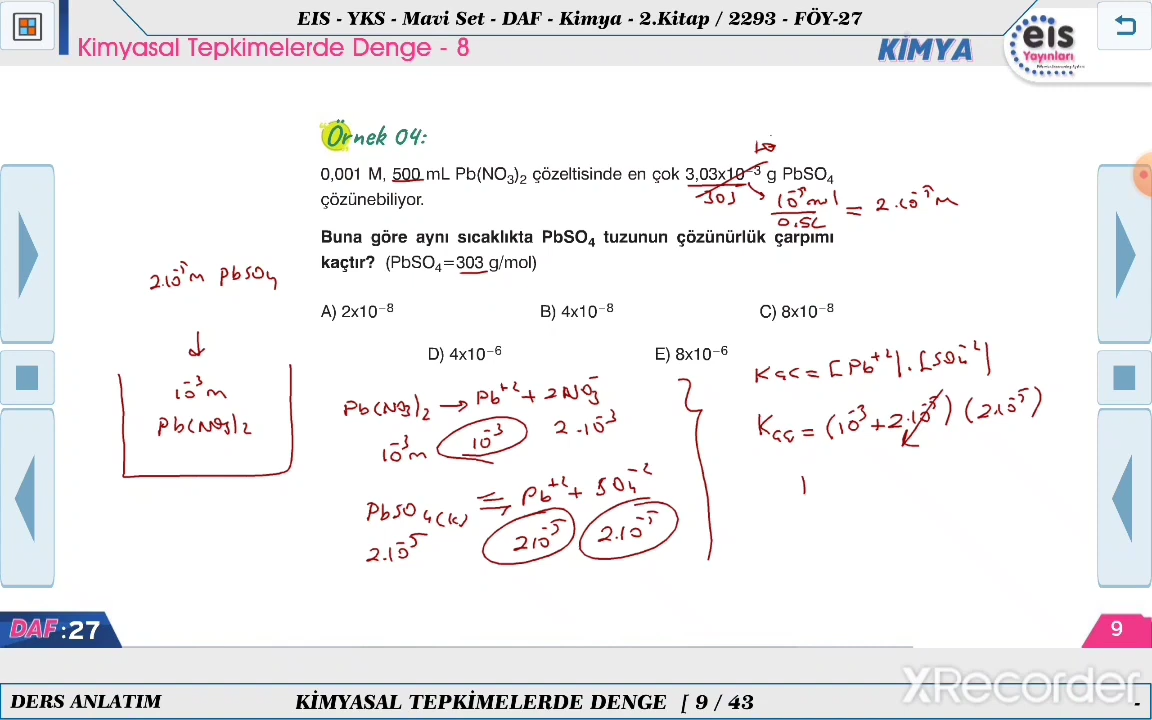 EIS - YKS - Mavi Set - DAF - Kimya - 2.Kitap / 2293 - FÖY-27
Kimyasal Tepkimelerde Denge - 8
KİMYA
eis
Yayınları
Örnek 04:
0,001 M, 500 mL Pb(NO₃)₂ çözeltisinde en çok 3,03x10⁻³ g PbSO₄
çözünebiliyor.
303
10⁻⁵ mol
0.5L
= 2.10⁻⁵ M
Buna göre aynı sıcaklıkta PbSO₄ tuzunun çözünürlük çarpımı
kaçtır? (PbSO₄=303 g/mol)
2.10⁻⁵ M PbSO₄
A) 2x10⁻⁸ B) 4x10⁻⁸ C) 8x10⁻⁸
D) 4x10⁻⁶ E) 8x10⁻⁶
10⁻³ M
Pb(NO₃)₂
Pb(NO₃)₂ → Pb⁺² + 2NO₃⁻
10⁻³ M 10⁻³ 2.10⁻³
PbSO₄(k) ⇌ Pb⁺² + SO₄⁻²
2.10⁻⁵ 2.10⁻⁵ 2.10⁻⁵
Kçç = [Pb⁺²].[SO₄⁻²]
Kçç = (10⁻³ + 2.10⁻⁵) (2.10⁻⁵)
DAF:27
9
XRecorder
DERS ANLATIM KİMYASAL TEPKİMELERDE DENGE [ 9 / 43 -